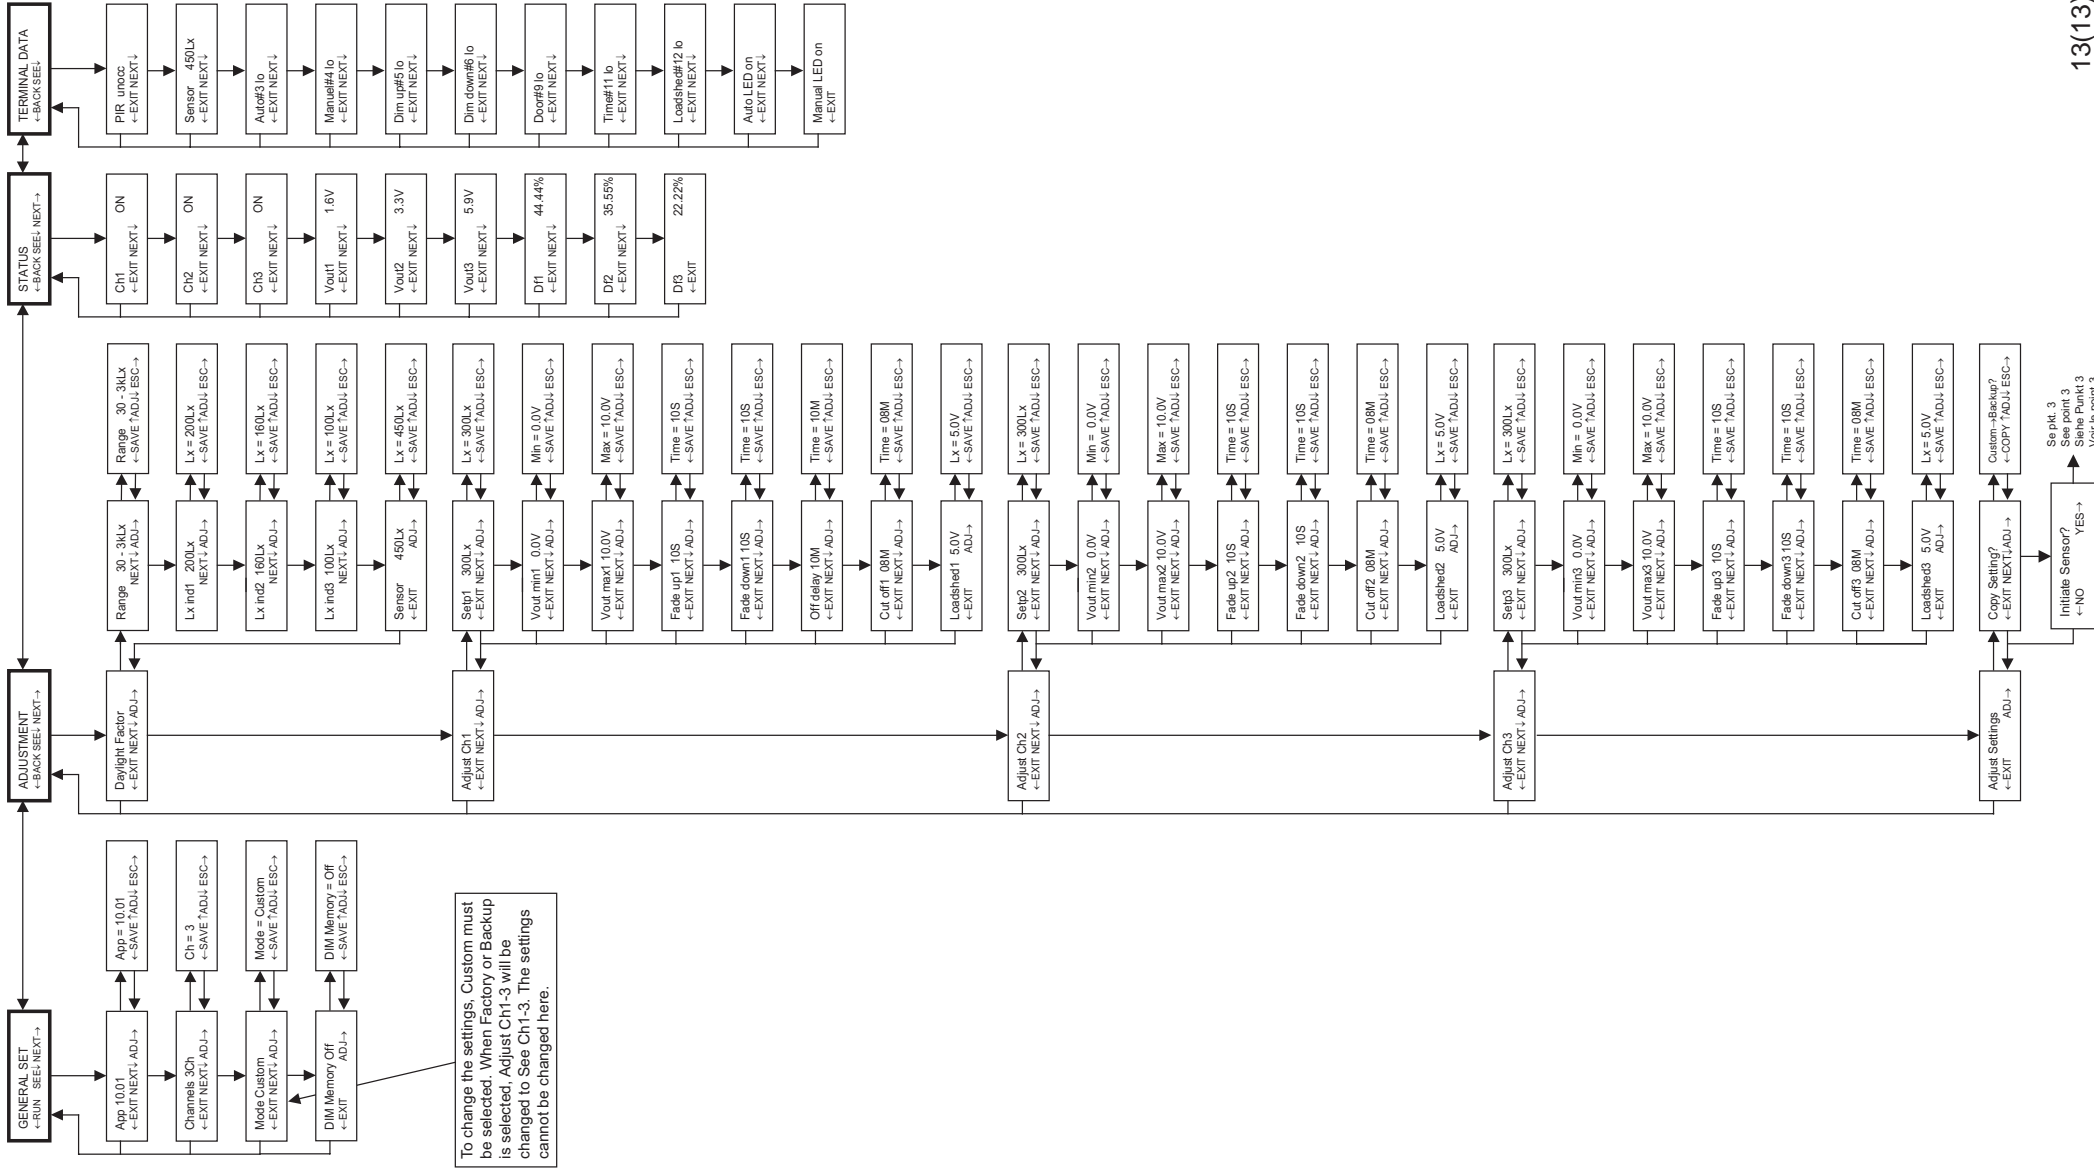 GENERAL SET
←RUN SEE↓ NEXT→
App 10.01
←EXIT NEXT↓ ADJ→
App = 10.01
←SAVE ↑ADJ↓ ESC→
Channels 3Ch
←EXIT NEXT↓ ADJ→
Ch = 3
←SAVE ↑ADJ↓ ESC→
Mode Custom
←EXIT NEXT↓ ADJ→
Mode = Custom
←SAVE ↑ADJ↓ ESC→
DIM Memory Off
←EXIT ADJ→
DIM Memory = Off
←SAVE ↑ADJ↓ ESC→
To change the settings, Custom must
be selected. When Factory or Backup
is selected, Adjust Ch1-3 will be
changed to See Ch1-3. The settings
cannot be changed here.
ADJUSTMENT
←BACK SEE↓ NEXT→
Daylight Factor
←EXIT NEXT↓ ADJ→
Range 30 - 3kLx
NEXT↓ ADJ→
Range 30 - 3kLx
←SAVE ↑ADJ↓ ESC→
Lx ind1 200Lx
NEXT↓ ADJ→
Lx = 200Lx
←SAVE ↑ADJ↓ ESC→
Lx ind2 160Lx
NEXT↓ ADJ→
Lx = 160Lx
←SAVE ↑ADJ↓ ESC→
Lx ind3 100Lx
NEXT↓ ADJ→
Lx = 100Lx
←SAVE ↑ADJ↓ ESC→
Sensor 450Lx
←EXIT ADJ→
Lx = 450Lx
←SAVE ↑ADJ↓ ESC→
Adjust Ch1
←EXIT NEXT↓ ADJ→
Setp1 300Lx
←EXIT NEXT↓ ADJ→
Lx = 300Lx
←SAVE ↑ADJ↓ ESC→
Vout min1 0.0V
←EXIT NEXT↓ ADJ→
Min = 0.0V
←SAVE ↑ADJ↓ ESC→
Vout max1 10.0V
←EXIT NEXT↓ ADJ→
Max = 10.0V
←SAVE ↑ADJ↓ ESC→
Fade up1 10S
←EXIT NEXT↓ ADJ→
Time = 10S
←SAVE ↑ADJ↓ ESC→
Fade down1 10S
←EXIT NEXT↓ ADJ→
Time = 10S
←SAVE ↑ADJ↓ ESC→
Off delay 10M
←EXIT NEXT↓ ADJ→
Time = 10M
←SAVE ↑ADJ↓ ESC→
Cut off1 08M
←EXIT NEXT↓ ADJ→
Time = 08M
←SAVE ↑ADJ↓ ESC→
Loadshed1 5.0V
←EXIT ADJ→
Lx = 5.0V
←SAVE ↑ADJ↓ ESC→
Adjust Ch2
←EXIT NEXT↓ ADJ→
Setp2 300Lx
←EXIT NEXT↓ ADJ→
Lx = 300Lx
←SAVE ↑ADJ↓ ESC→
Vout min2 0.0V
←EXIT NEXT↓ ADJ→
Min = 0.0V
←SAVE ↑ADJ↓ ESC→
Vout max2 10.0V
←EXIT NEXT↓ ADJ→
Max = 10.0V
←SAVE ↑ADJ↓ ESC→
Fade up2 10S
←EXIT NEXT↓ ADJ→
Time = 10S
←SAVE ↑ADJ↓ ESC→
Fade down2 10S
←EXIT NEXT↓ ADJ→
Time = 10S
←SAVE ↑ADJ↓ ESC→
Cut off2 08M
←EXIT NEXT↓ ADJ→
Time = 08M
←SAVE ↑ADJ↓ ESC→
Loadshed2 5.0V
←EXIT ADJ→
Lx = 5.0V
←SAVE ↑ADJ↓ ESC→
Adjust Ch3
←EXIT NEXT↓ ADJ→
Setp3 300Lx
←EXIT NEXT↓ ADJ→
Lx = 300Lx
←SAVE ↑ADJ↓ ESC→
Vout min3 0.0V
←EXIT NEXT↓ ADJ→
Min = 0.0V
←SAVE ↑ADJ↓ ESC→
Vout max3 10.0V
←EXIT NEXT↓ ADJ→
Max = 10.0V
←SAVE ↑ADJ↓ ESC→
Fade up3 10S
←EXIT NEXT↓ ADJ→
Time = 10S
←SAVE ↑ADJ↓ ESC→
Fade down3 10S
←EXIT NEXT↓ ADJ→
Time = 10S
←SAVE ↑ADJ↓ ESC→
Cut off3 08M
←EXIT NEXT↓ ADJ→
Time = 08M
←SAVE ↑ADJ↓ ESC→
Loadshed3 5.0V
←EXIT ADJ→
Lx = 5.0V
←SAVE ↑ADJ↓ ESC→
Adjust Settings
←EXIT ADJ→
Copy Setting?
←EXIT NEXT↓ADJ→
Custom→Backup?
←COPY ↑ADJ↓ ESC→
Initiate Sensor?
←NO YES→
Se pkt. 3
See point 3
Siehe Punkt 3
Voir le point 3
STATUS
←BACK SEE↓ NEXT→
Ch1 ON
←EXIT NEXT↓
Ch2 ON
←EXIT NEXT↓
Ch3 ON
←EXIT NEXT↓
Vout1 1.6V
←EXIT NEXT↓
Vout2 3.3V
←EXIT NEXT↓
Vout3 5.9V
←EXIT NEXT↓
Df1 44.44%
←EXIT NEXT↓
Df2 35.55%
←EXIT NEXT↓
Df3 22.22%
←EXIT
TERMINAL DATA
←BACK SEE↓
PIR unocc
←EXIT NEXT↓
Sensor 450Lx
←EXIT NEXT↓
Auto#3 lo
←EXIT NEXT↓
Manuel#4 lo
←EXIT NEXT↓
Dim up#5 lo
←EXIT NEXT↓
Dim down#6 lo
←EXIT NEXT↓
Door#9 lo
←EXIT NEXT↓
Time#11 lo
←EXIT NEXT↓
Loadshed#12 lo
←EXIT NEXT↓
Auto LED on
←EXIT NEXT↓
Manual LED on
←EXIT
13(13)